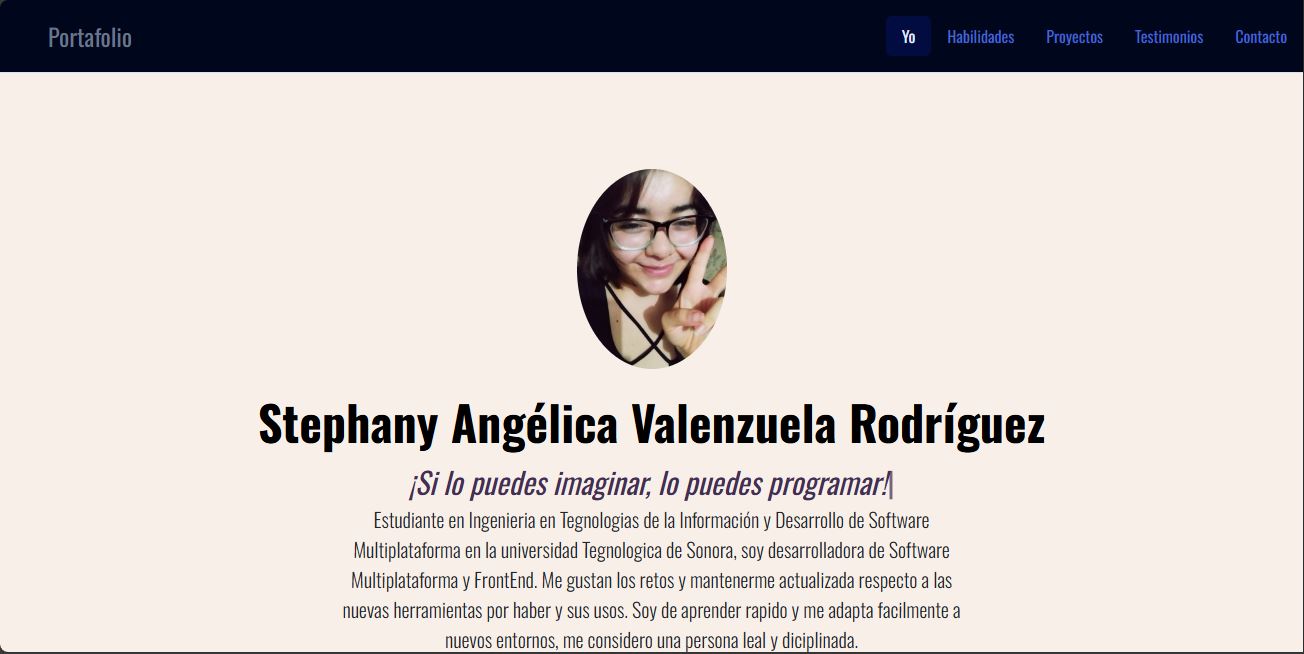 Portafolio
Yo Habilidades Proyectos Testimonios Contacto
Stephany Angélica Valenzuela Rodríguez
¡Si lo puedes imaginar, lo puedes programar!
Estudiante en Ingenieria en Tegnologias de la Información y Desarrollo de Software
Multiplataforma en la universidad Tegnologica de Sonora, soy desarrolladora de Software
Multiplataforma y FrontEnd. Me gustan los retos y mantenerme actualizada respecto a las
nuevas herramientas por haber y sus usos. Soy de aprender rapido y me adapta facilmente a
nuevos entornos, me considero una persona leal y diciplinada.